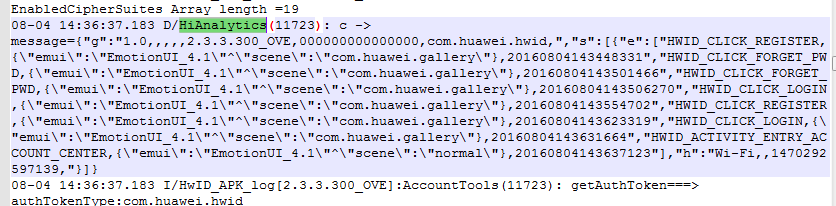 EnabledCipherSuites Array length =19
08-04 14:36:37.183 D/HiAnalytics(11723): c ->
message={"g":"1.0,,,,,2.3.3.300_OVE,000000000000000,com.huawei.hwid,","s":[{"e":["HWID_CLICK_REGISTER,
{\"emui\":\"EmotionUI_4.1\"^\"scene\":\"com.huawei.gallery\"},20160804143448331","HWID_CLICK_FORGET_P
WD,{\"emui\":\"EmotionUI_4.1\"^\"scene\":\"com.huawei.gallery\"},20160804143501466","HWID_CLICK_FORGET_
PWD,{\"emui\":\"EmotionUI_4.1\"^\"scene\":\"com.huawei.gallery\"},20160804143506270","HWID_CLICK_LOGIN
,{\"emui\":\"EmotionUI_4.1\"^\"scene\":\"com.huawei.gallery\"},20160804143554702","HWID_CLICK_REGISTER
,{\"emui\":\"EmotionUI_4.1\"^\"scene\":\"com.huawei.gallery\"},20160804143623319","HWID_CLICK_LOGIN,{\
"emui\":\"EmotionUI_4.1\"^\"scene\":\"com.huawei.gallery\"},20160804143631664","HWID_ACTIVITY_ENTRY_AC
COUNT_CENTER,{\"emui\":\"EmotionUI_4.1\"^\"scene\":\"normal\"},20160804143637123"],"h":"Wi-Fi,,1470292
597139,"}]}
08-04 14:36:37.183 I/HwID_APK_log[2.3.3.300_OVE]:AccountTools(11723): getAuthToken===>
authTokenType:com.huawei.hwid